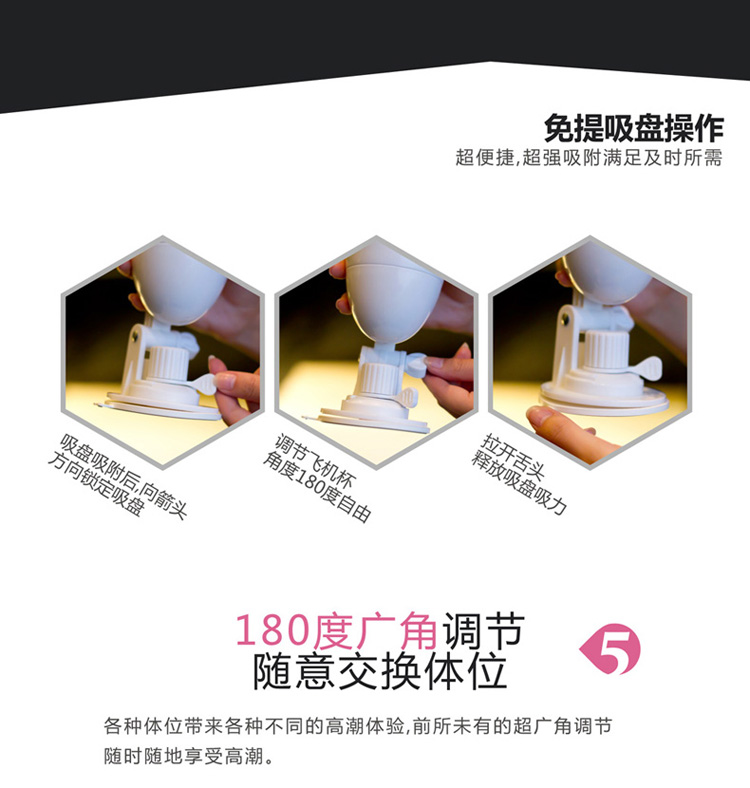 免提吸盘操作
超便捷,超强吸附满足及时所需
吸盘吸附后,向箭头
方向锁定吸盘
调节飞机杯
角度180度自由
拉开舌头
释放吸盘吸力
180度广角调节
随意交换体位
5
各种体位带来各种不同的高潮体验,前所未有的超广角调节
随时随地享受高潮。